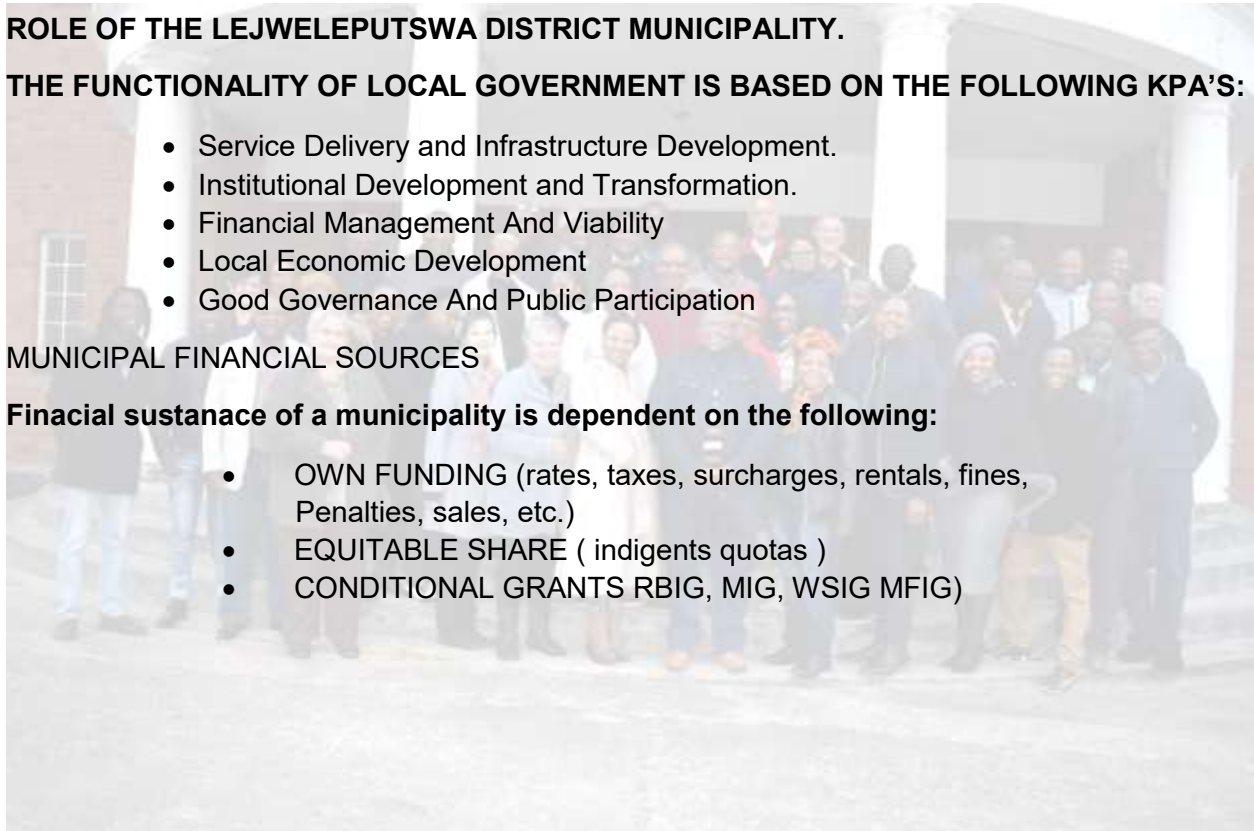 ROLE OF THE LEJWELEPUTSWA DISTRICT MUNICIPALITY.
THE FUNCTIONALITY OF LOCAL GOVERNMENT IS BASED ON THE FOLLOWING KPA’S:
• Service Delivery and Infrastructure Development.
• Institutional Development and Transformation.
• Financial Management And Viability
• Local Economic Development
• Good Governance And Public Participation
MUNICIPAL FINANCIAL SOURCES
Finacial sustanace of a municipality is dependent on the following:
• OWN FUNDING (rates, taxes, surcharges, rentals, fines,
Penalties, sales, etc.)
• EQUITABLE SHARE ( indigents quotas )
• CONDITIONAL GRANTS RBIG, MIG, WSIG MFIG)